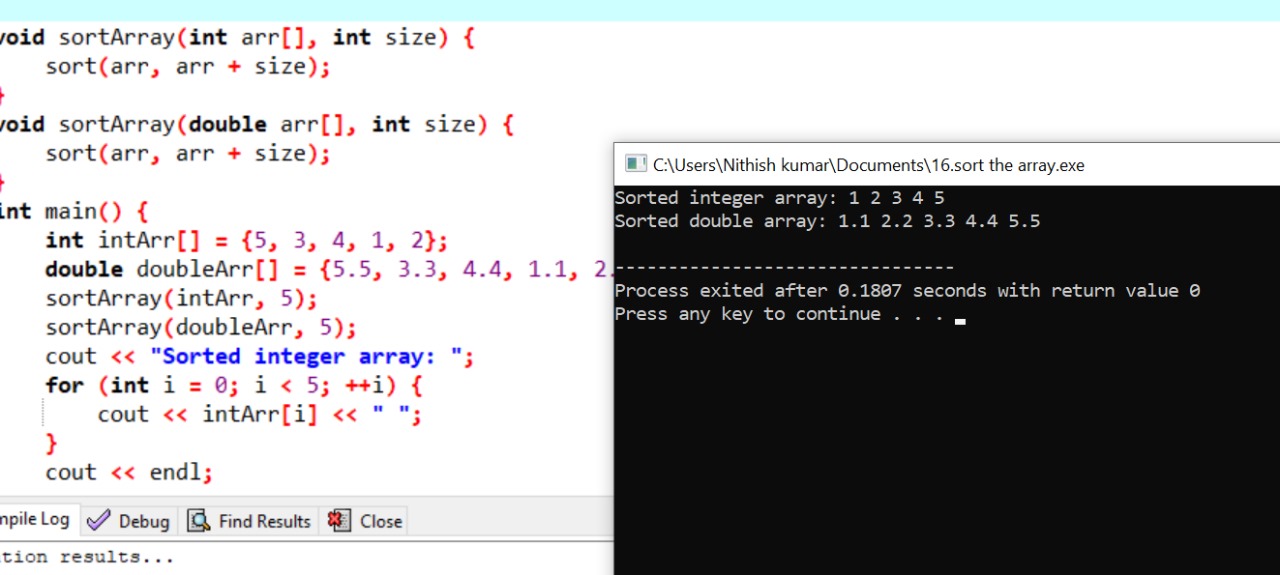 void sortArray(int arr[], int size) {
    sort(arr, arr + size);
}
void sortArray(double arr[], int size) {
    sort(arr, arr + size);
}
int main() {
    int intArr[] = {5, 3, 4, 1, 2};
    double doubleArr[] = {5.5, 3.3, 4.4, 1.1, 2.
    sortArray(intArr, 5);
    sortArray(doubleArr, 5);
    cout << "Sorted integer array: ";
    for (int i = 0; i < 5; ++i) {
        cout << intArr[i] << " ";
    }
    cout << endl;
mpile Log Debug Find Results Close
tion results...
C:\Users\Nithish kumar\Documents\16.sort the array.exe
Sorted integer array: 1 2 3 4 5
Sorted double array: 1.1 2.2 3.3 4.4 5.5
--------------------------------
Process exited after 0.1807 seconds with return value 0
Press any key to continue . . .